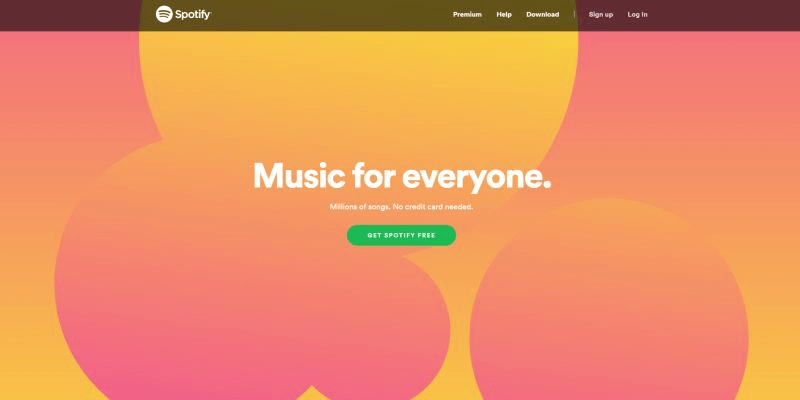 Spotify
Premium Help Download | Sign up Log In
Music for everyone.
Millions of songs. No credit card needed.
GET SPOTIFY FREE